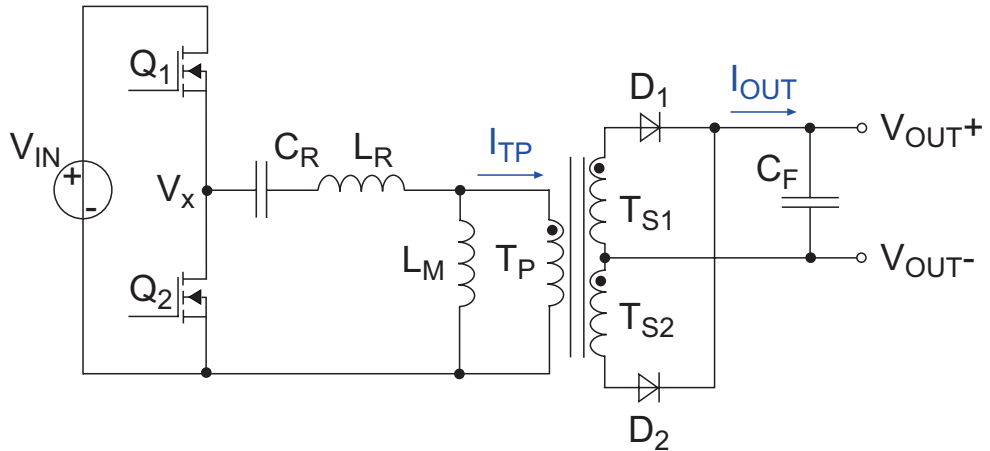 Q1
D1
IOUT
VOUT+
VIN
+
-
CR
LR
ITP
CF
Vx
TS1
LM
TP
VOUT-
Q2
TS2
D2